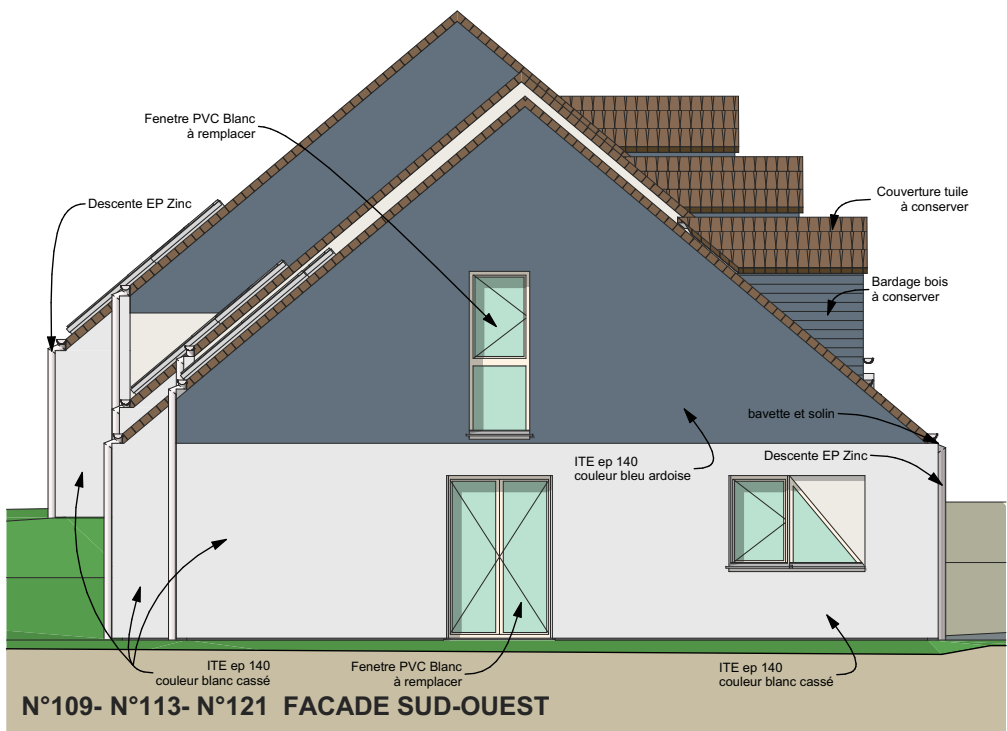 Fenetre PVC Blanc
à remplacer
Descente EP Zinc
Couverture tuile
à conserver
Bardage bois
à conserver
bavette et solin
Descente EP Zinc
ITE ep 140
couleur bleu ardoise
ITE ep 140
couleur blanc cassé
Fenetre PVC Blanc
à remplacer
ITE ep 140
couleur blanc cassé
N°109- N°113- N°121 FACADE SUD-OUEST